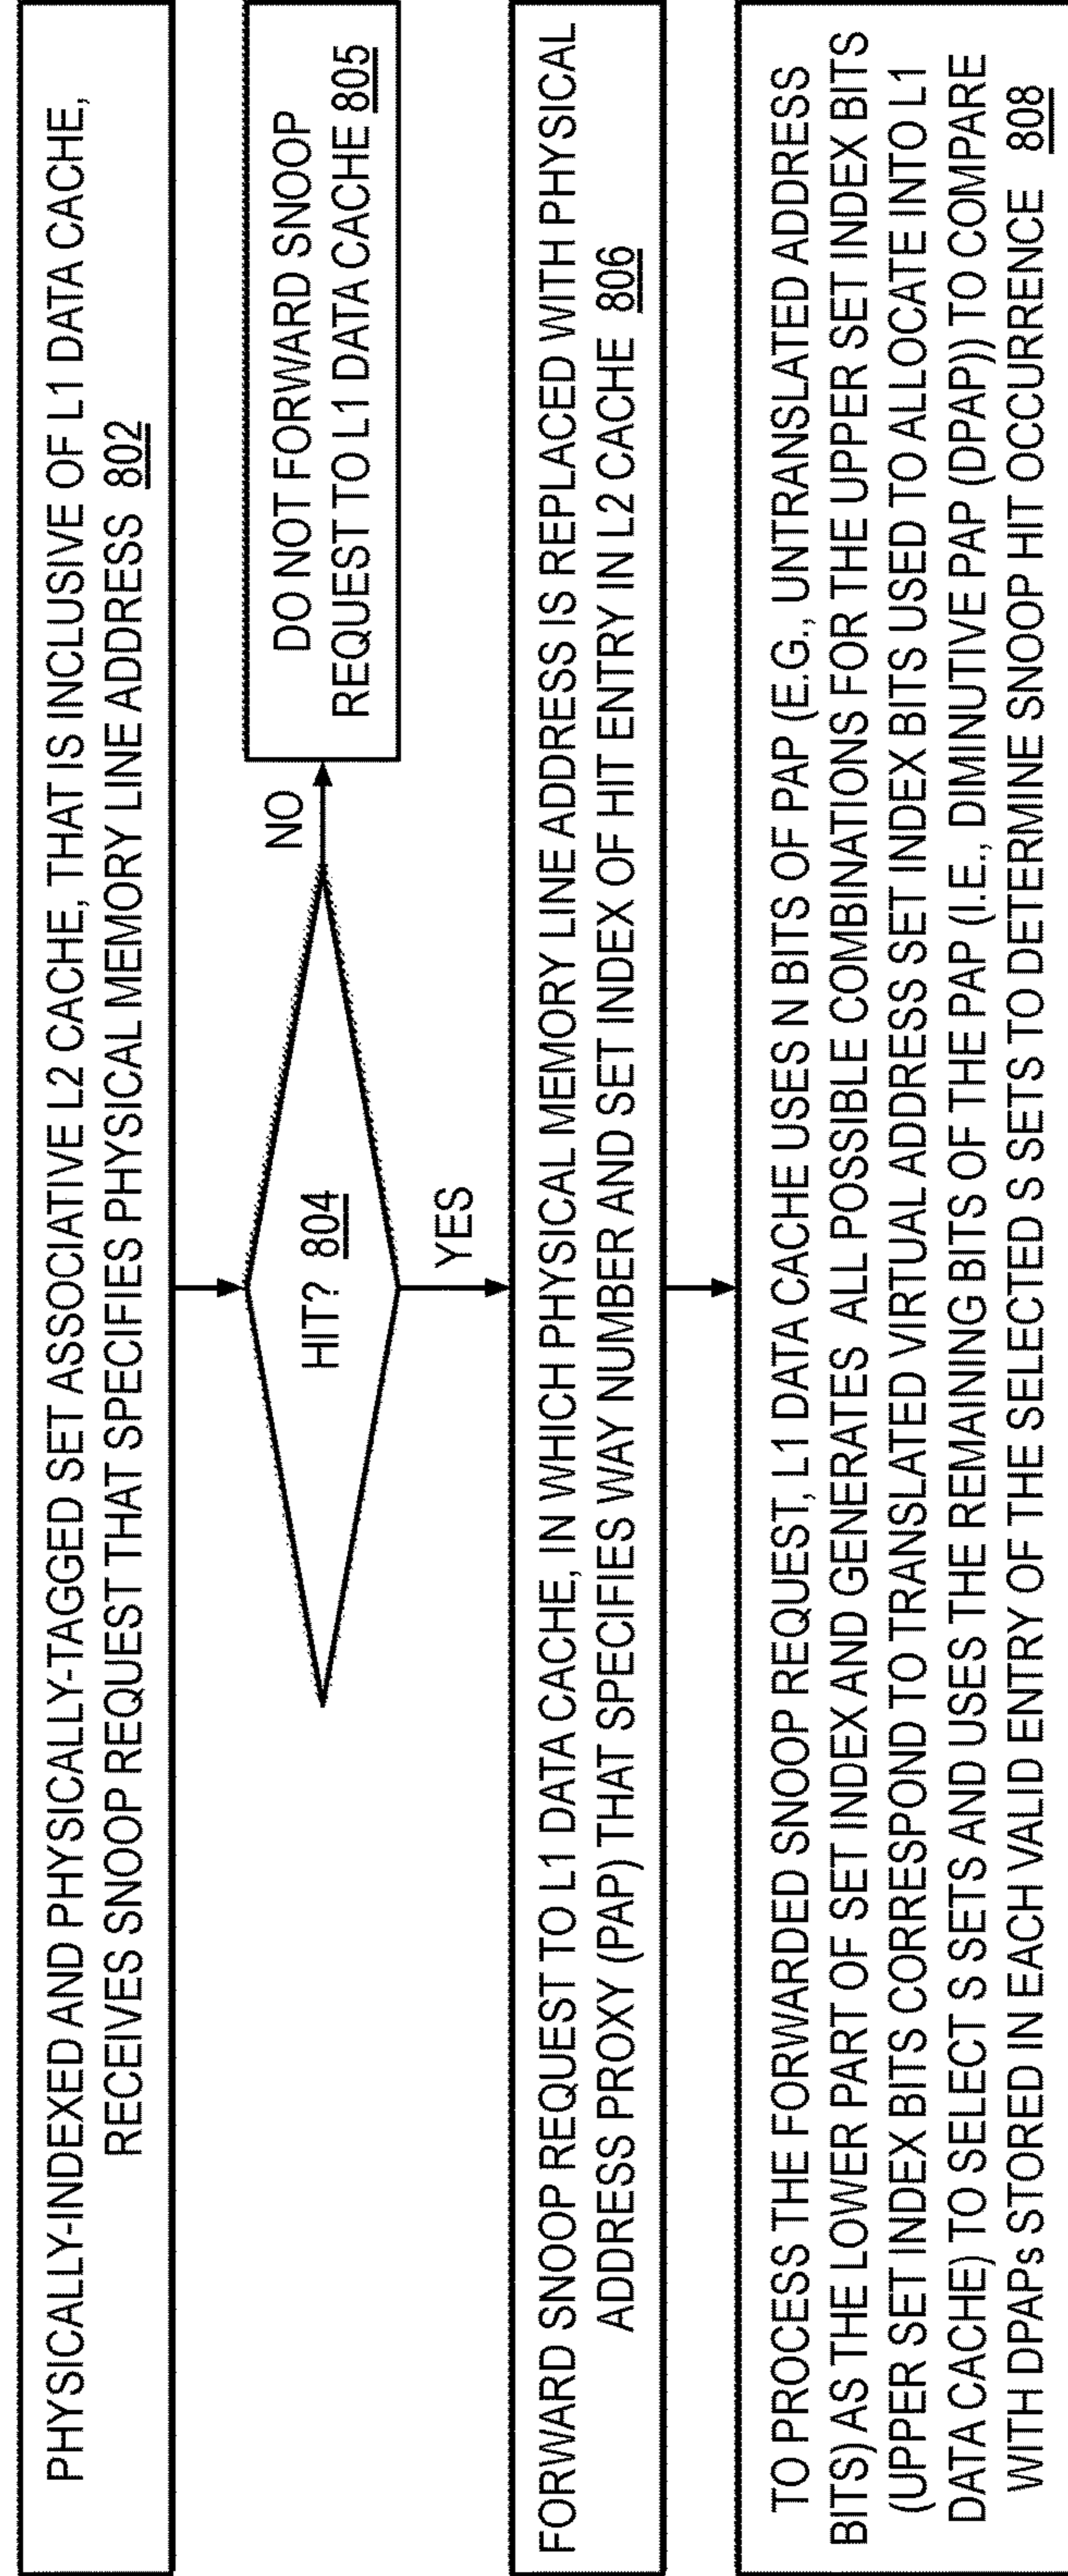 PHYSICALLY-INDEXED AND PHYSICALLY-TAGGED SET ASSOCIATIVE L2 CACHE, THAT IS INCLUSIVE OF L1 DATA CACHE,
RECEIVES SNOOP REQUEST THAT SPECIFIES PHYSICAL MEMORY LINE ADDRESS 802
HIT? 804
NO
DO NOT FORWARD SNOOP
REQUEST TO L1 DATA CACHE 805
YES
FORWARD SNOOP REQUEST TO L1 DATA CACHE, IN WHICH PHYSICAL MEMORY LINE ADDRESS IS REPLACED WITH PHYSICAL
ADDRESS PROXY (PAP) THAT SPECIFIES WAY NUMBER AND SET INDEX OF HIT ENTRY IN L2 CACHE 806
TO PROCESS THE FORWARDED SNOOP REQUEST, L1 DATA CACHE USES N BITS OF PAP (E.G., UNTRANSLATED ADDRESS
BITS) AS THE LOWER PART OF SET INDEX AND GENERATES ALL POSSIBLE COMBINATIONS FOR THE UPPER SET INDEX BITS
(UPPER SET INDEX BITS CORRESPOND TO TRANSLATED VIRTUAL ADDRESS SET INDEX BITS USED TO ALLOCATE INTO L1
DATA CACHE) TO SELECT S SETS AND USES THE REMAINING BITS OF THE PAP (I.E., DIMINUTIVE PAP (DPAP)) TO COMPARE
WITH DPAPs STORED IN EACH VALID ENTRY OF THE SELECTED S SETS TO DETERMINE SNOOP HIT OCCURRENCE 808